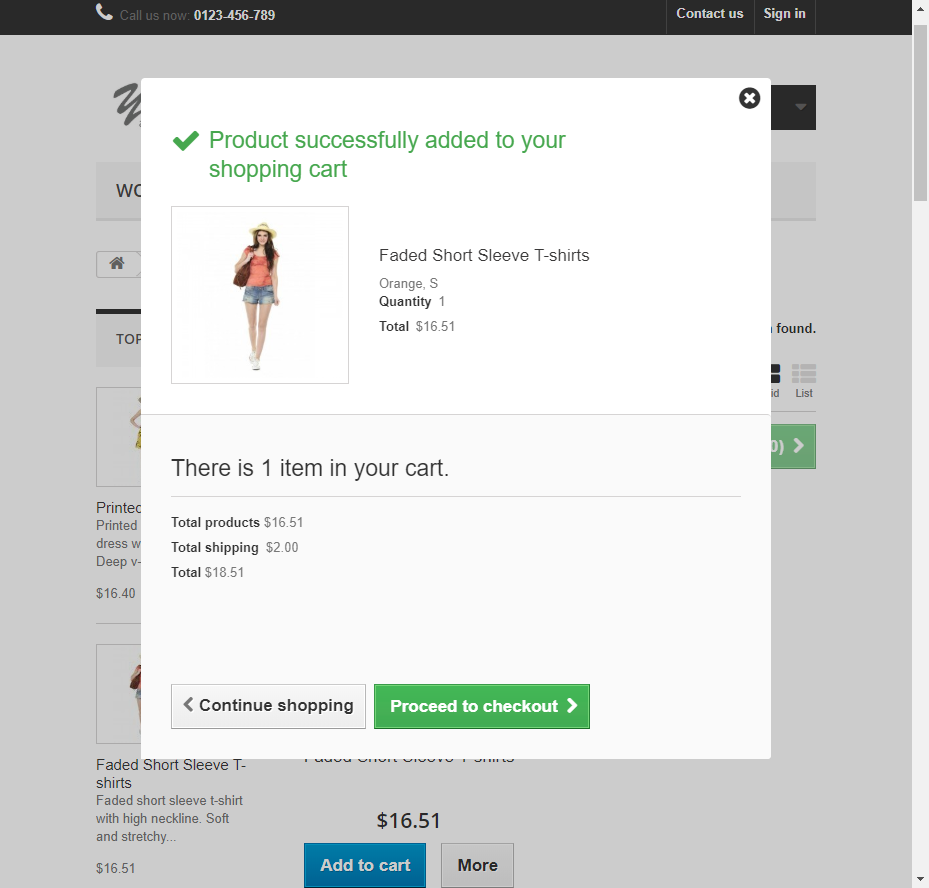 Call us now: 0123-456-789
Contact us
Sign in
Product successfully added to your
shopping cart
Faded Short Sleeve T-shirts
Orange, S
Quantity 1
Total $16.51
found.
List
There is 1 item in your cart.
Total products $16.51
Total shipping $2.00
Total $18.51
Continue shopping
Proceed to checkout
WO
TOP
id
0)
Printed
Printed
dress w
Deep v-
$16.40
Faded Short Sleeve T-
shirts
Faded short sleeve t-shirt
with high neckline. Soft
and stretchy...
$16.51
Faded Short Sleeve T-shirts
$16.51
Add to cart
More